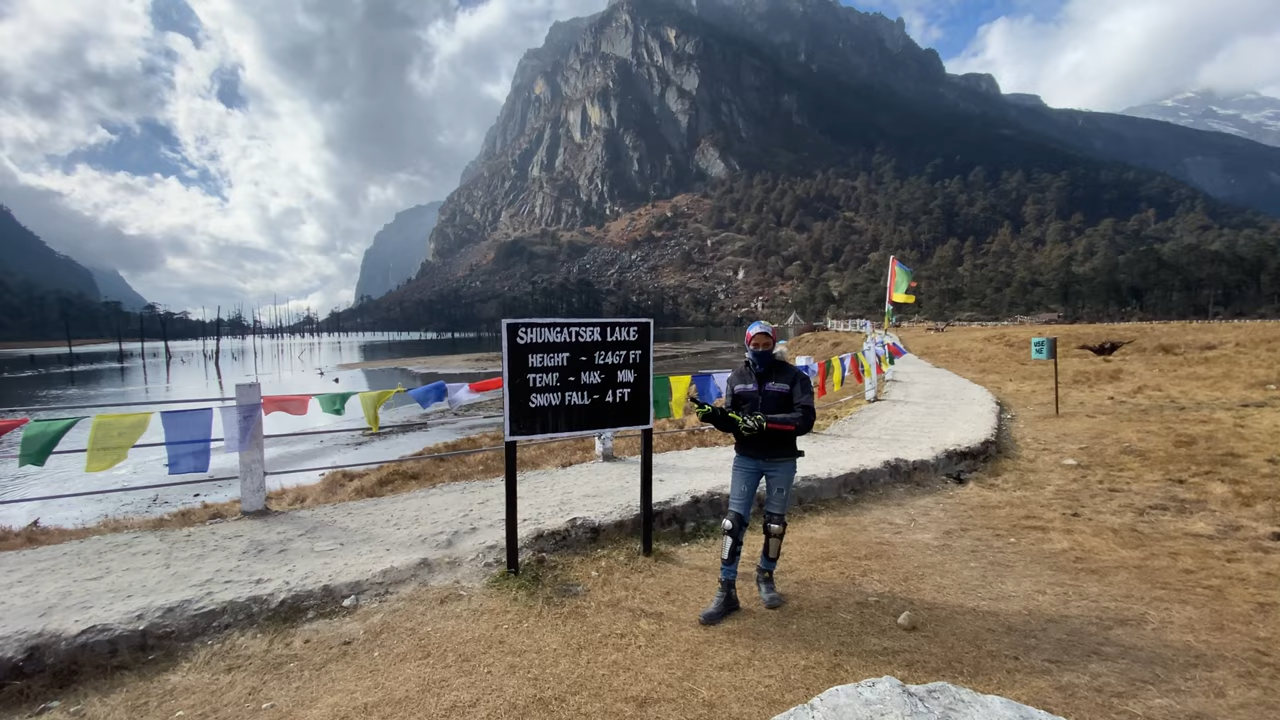 SHUNGATSER LAKE
HEIGHT ~ 12467 FT
TEMP. ~ MAX- MIN-
SNOW FALL - 4 FT
USE
ME